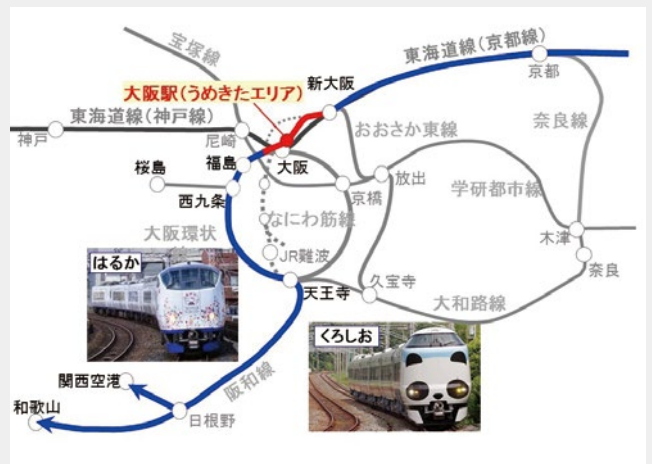 宝塚線
東海道線(京都線)
京都
新大阪
大阪駅(うめきたエリア)
東海道線(神戸線)
神戸
尼崎
おおさか東線
奈良線
福島
大阪
桜島
西九条
京橋
放出
学研都市線
なにわ筋線
大阪環状
木津
JR難波
奈良
はるか
天王寺
久宝寺
大和路線
くろしお
関西空港
阪和線
和歌山
日根野